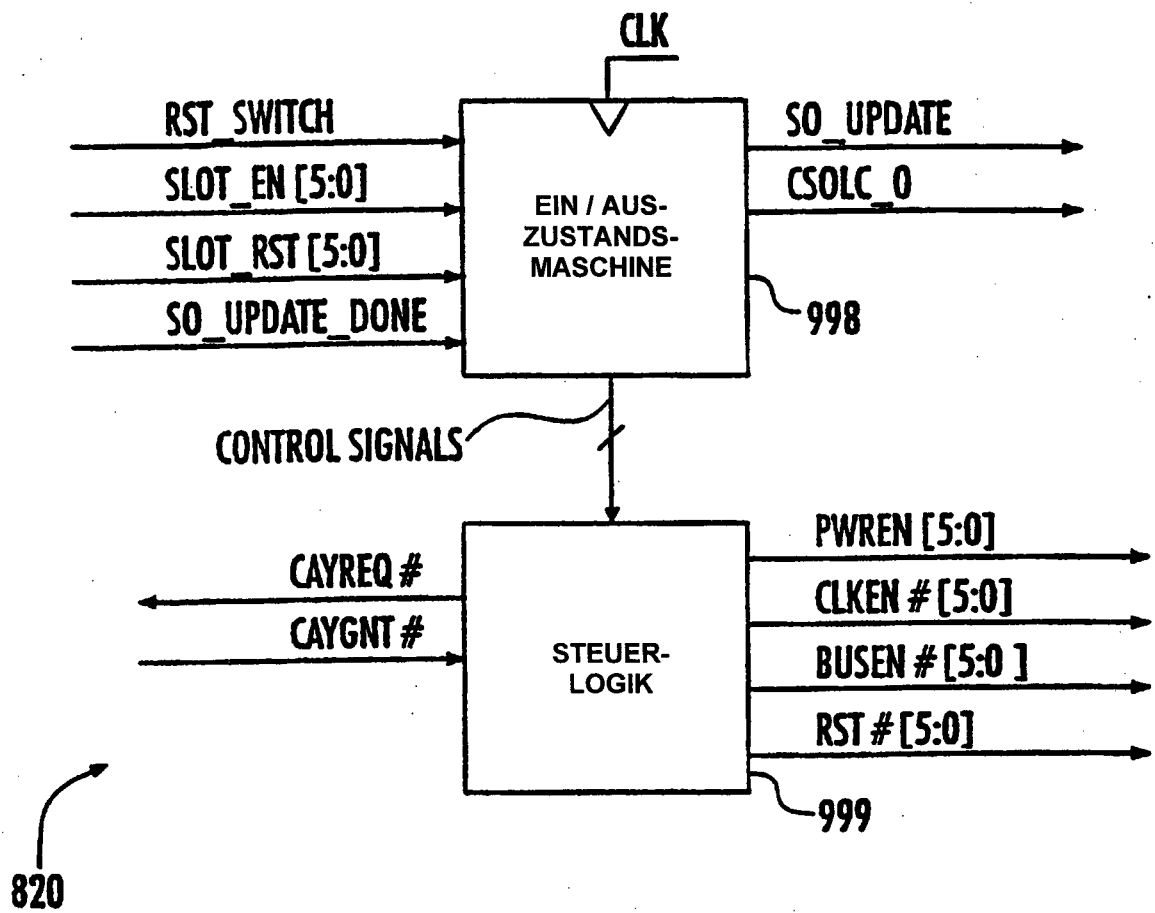 CLK
RST_SWITCH
SLOT_EN [5:0]
SLOT_RST [5:0]
SO_UPDATE_DONE
EIN / AUS-
ZUSTANDS-
MASCHINE
SO_UPDATE
CSOLC_0
998
CONTROL SIGNALS
CAYREQ #
CAYGNT #
STEUER-
LOGIK
PWREN [5:0]
CLKEN # [5:0]
BUSEN # [5:0 ]
RST # [5:0]
999
820